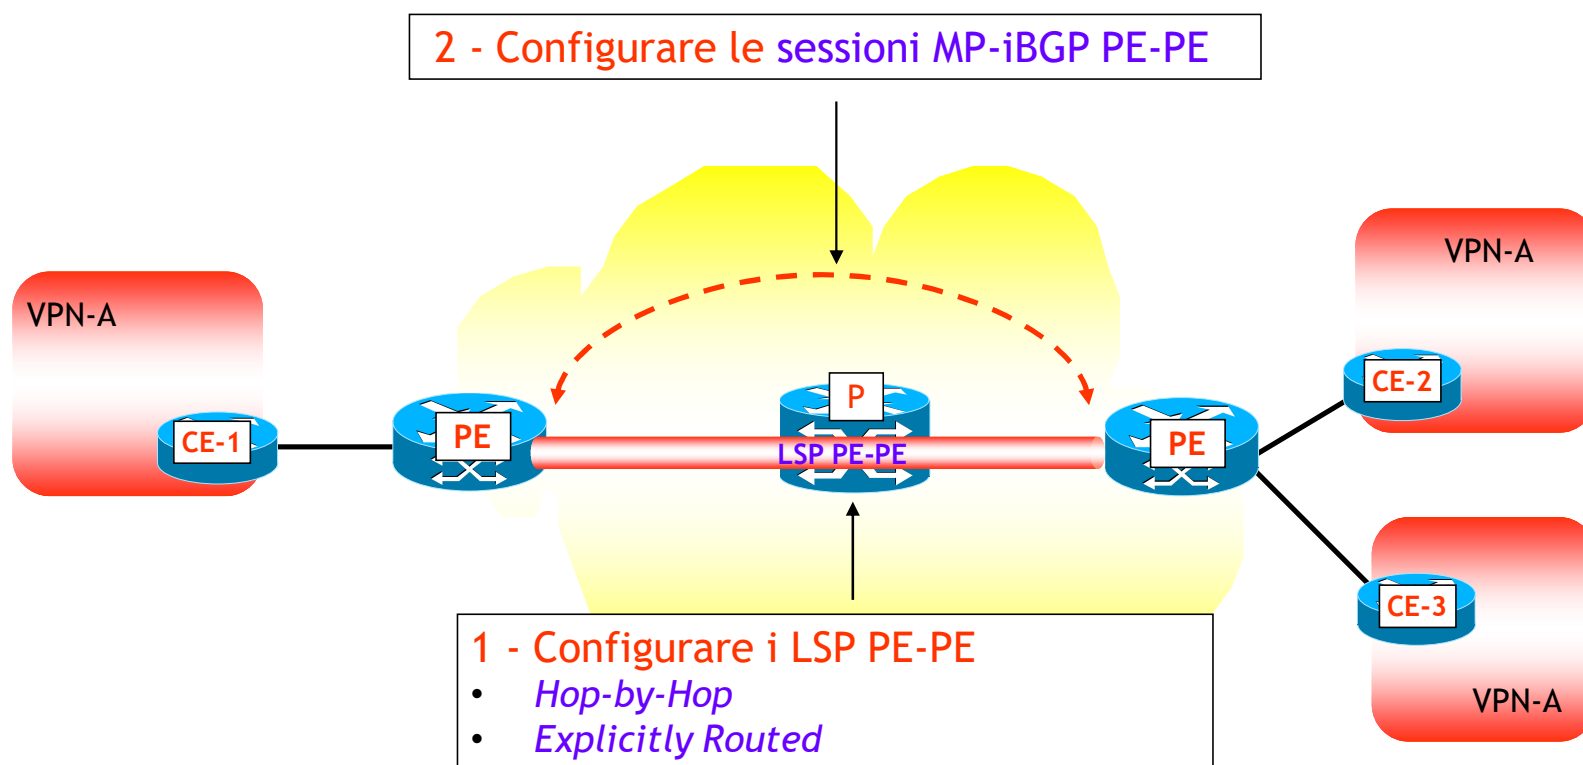 2 - Configurare le sessioni MP-iBGP PE-PE
VPN-A
VPN-A
CE-1
PE
P
LSP PE-PE
PE
CE-2
CE-3
VPN-A
1 - Configurare i LSP PE-PE
• Hop-by-Hop
• Explicitly Routed